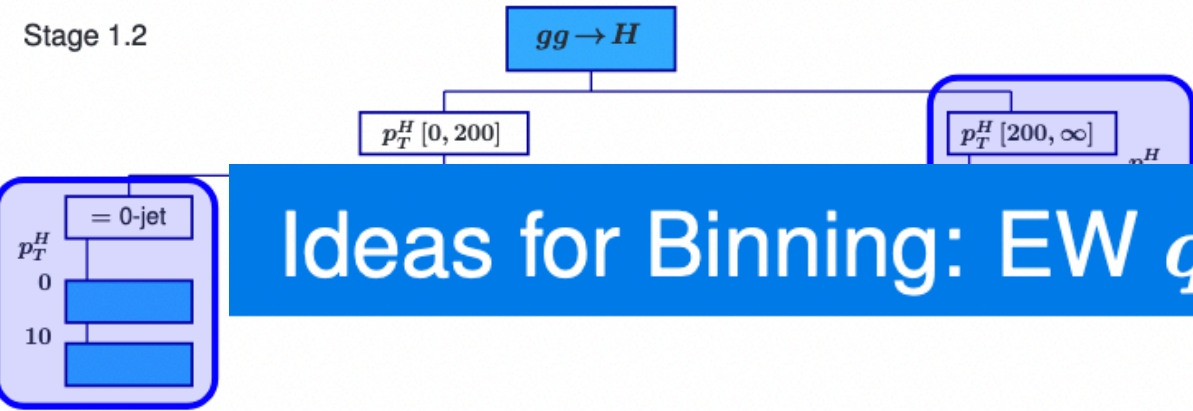 Stage 1.2
gg → H
p_T^H [0, 200]
p_T^H [200, ∞]
p^H
= 0-jet
p_T^H
0
10
Ideas for Binning: EW q